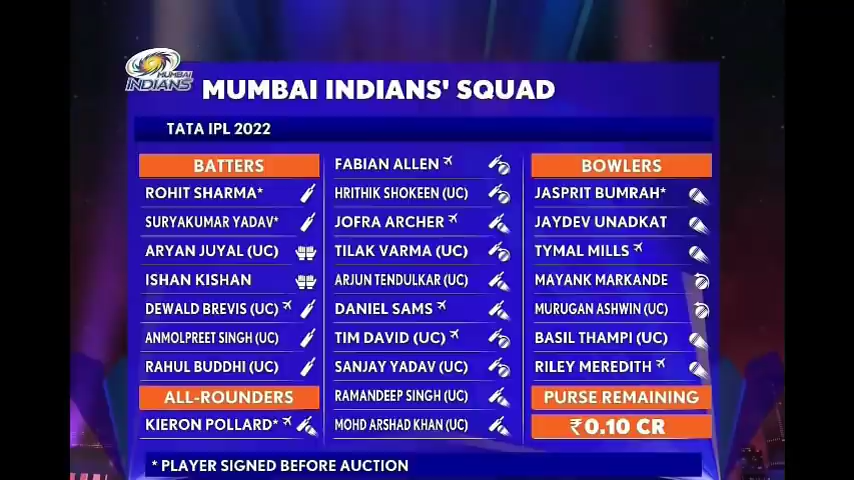 MUMBAI INDIANS
MUMBAI INDIANS' SQUAD
TATA IPL 2022
BATTERS
ROHIT SHARMA*
SURYAKUMAR YADAV*
ARYAN JUYAL (UC)
ISHAN KISHAN
DEWALD BREVIS (UC)
ANMOLPREET SINGH (UC)
RAHUL BUDDHI (UC)
ALL-ROUNDERS
KIERON POLLARD*
FABIAN ALLEN
HRITHIK SHOKEEN (UC)
JOFRA ARCHER
TILAK VARMA (UC)
ARJUN TENDULKAR (UC)
DANIEL SAMS
TIM DAVID (UC)
SANJAY YADAV (UC)
RAMANDEEP SINGH (UC)
MOHD ARSHAD KHAN (UC)
BOWLERS
JASPRIT BUMRAH*
JAYDEV UNADKAT
TYMAL MILLS
MAYANK MARKANDE
MURUGAN ASHWIN (UC)
BASIL THAMPI (UC)
RILEY MEREDITH
PURSE REMAINING
₹0.10 CR
* PLAYER SIGNED BEFORE AUCTION